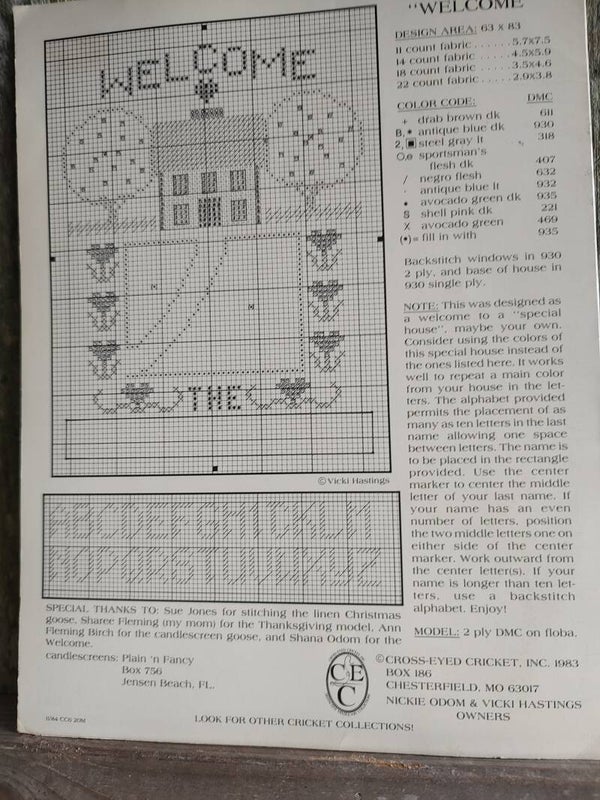 "WELCOME"
DESIGN AREA: 63 X 83
11 count fabric . . . . . . 5.7x7.5
14 count fabric . . . . . 4.5x5.9
18 count fabric . . . . 3.5x4.6
22 count fabric . . . . . 2.9x3.8
COLOR CODE: DMC
+ drab brown dk 611
B, • antique blue dk 930
2, ▣ steel gray lt 318
O,o sportsman's
flesh dk 407
/ negro flesh 632
. antique blue lt 932
• avocado green dk 935
8 shell pink dk 221
X avocado green 469
(•)= fill in with 935
Backstitch windows in 930
2 ply, and base of house in
930 single ply.
NOTE: This was designed as
a welcome to a "special
house", maybe your own.
Consider using the colors of
this special house instead of
the ones listed here. It works
well to repeat a main color
from your house in the let-
ters. The alphabet provided
permits the placement of as
many as ten letters in the last
name allowing one space
between letters. The name is
to be placed in the rectangle
provided. Use the center
marker to center the middle
letter of your last name. If
your name has an even
number of letters, position
the two middle letters one on
either side of the center
marker. Work outward from
the center letter(s). If your
name is longer than ten let-
ters, use a backstitch
alphabet. Enjoy!
MODEL: 2 ply DMC on floba.
WELCOME
THE
©Vicki Hastings
ABCDEFGHIJKLM
NOPQRSTUVWXYZ
SPECIAL THANKS TO: Sue Jones for stitching the linen Christmas
goose, Sharee Fleming (my mom) for the Thanksgiving model, Ann
Fleming Birch for the candlescreen goose, and Shana Odom for the
Welcome.
candlescreens: Plain 'n Fancy
Box 756
Jensen Beach, FL.
CEC
©CROSS-EYED CRICKET, INC. 1983
BOX 186
CHESTERFIELD, MO 63017
NICKIE ODOM & VICKI HASTINGS
OWNERS
LOOK FOR OTHER CRICKET COLLECTIONS!